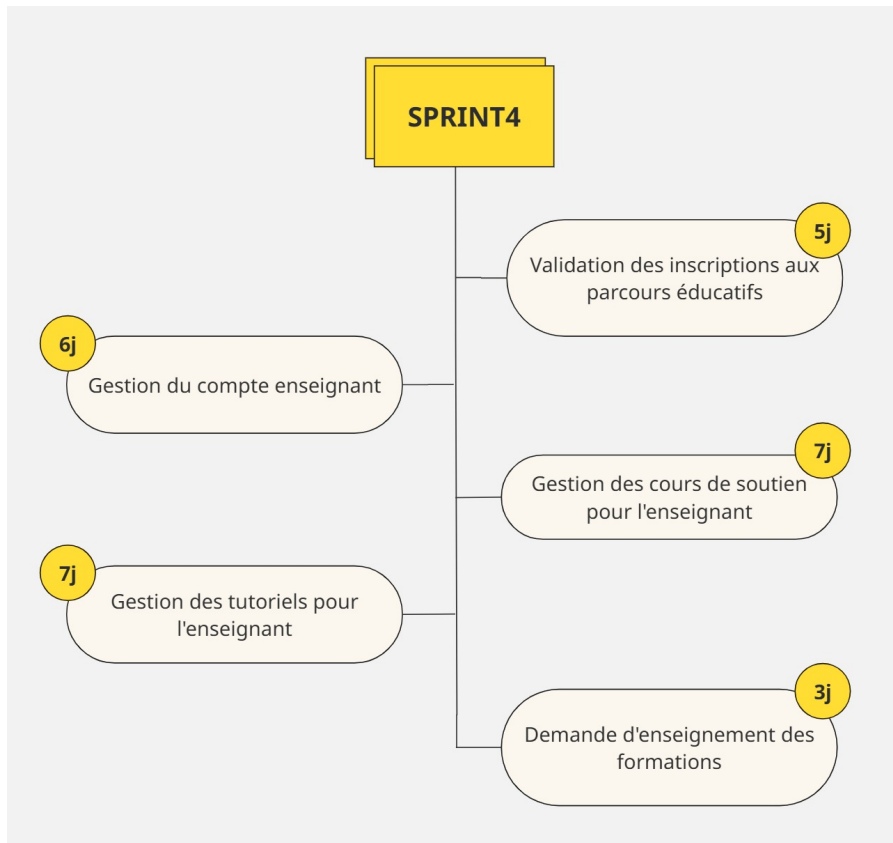 SPRINT4
5j
Validation des inscriptions aux
parcours éducatifs
6j
Gestion du compte enseignant
7j
Gestion des cours de soutien
pour l'enseignant
7j
Gestion des tutoriels pour
l'enseignant
3j
Demande d'enseignement des
formations